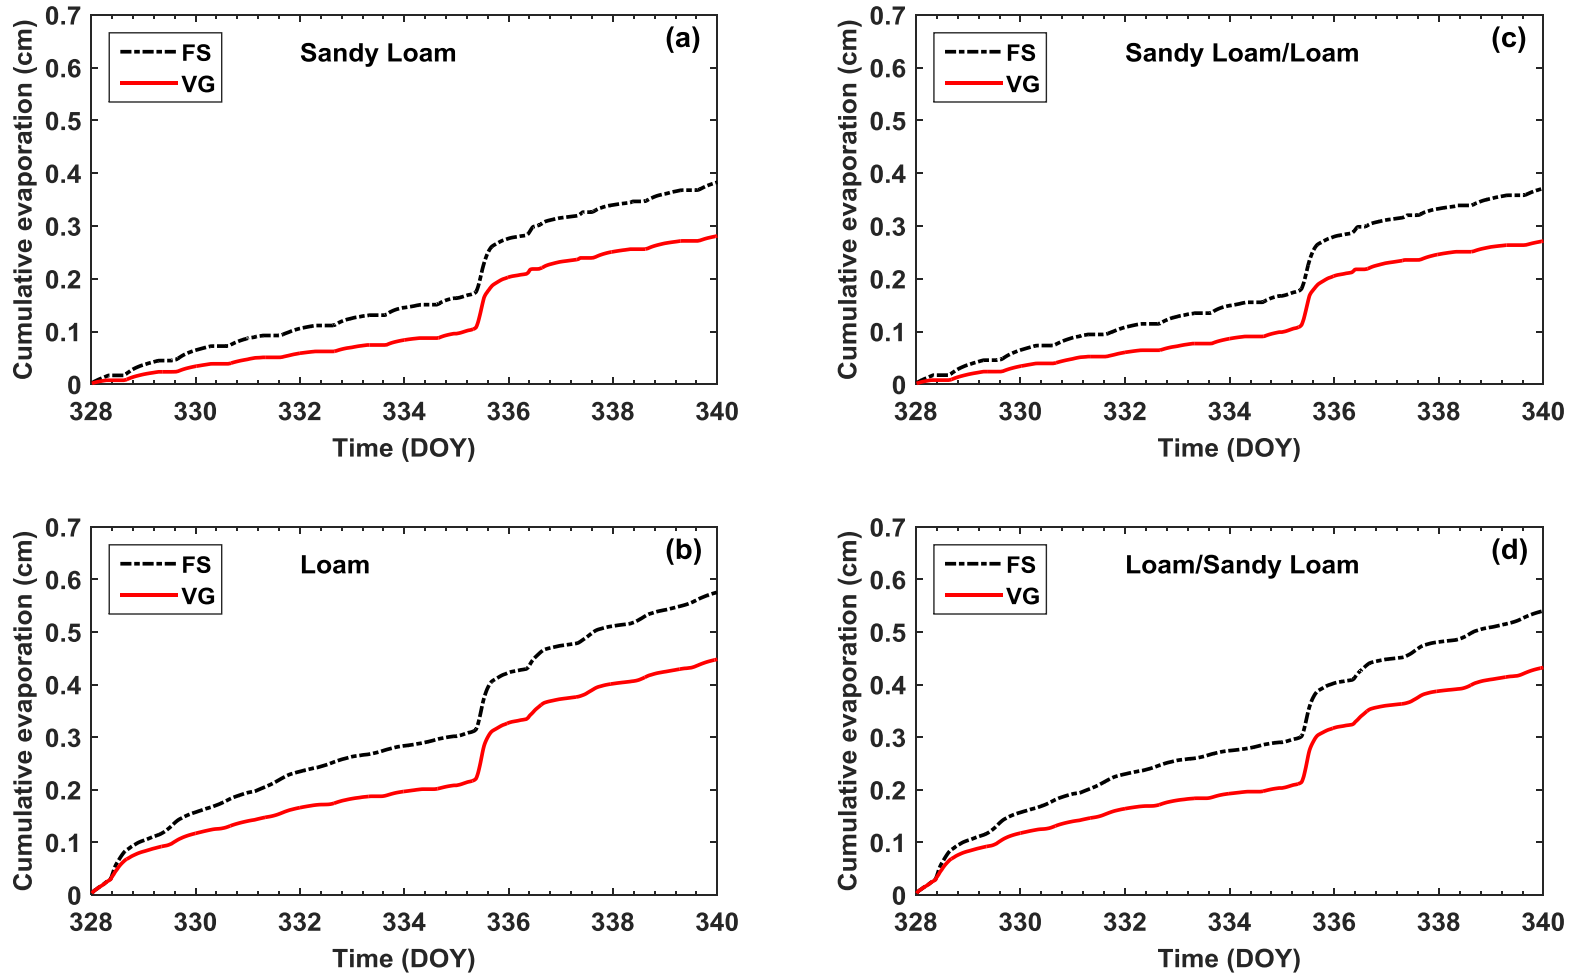 Cumulative evaporation (cm)
0.7
0.6
0.5
0.4
0.3
0.2
0.1
0
FS
VG
Sandy Loam
(a)
328 330 332 334 336 338 340
Time (DOY)
Cumulative evaporation (cm)
0.7
0.6
0.5
0.4
0.3
0.2
0.1
0
FS
VG
Sandy Loam/Loam
(c)
328 330 332 334 336 338 340
Time (DOY)
Cumulative evaporation (cm)
0.7
0.6
0.5
0.4
0.3
0.2
0.1
0
FS
VG
Loam
(b)
328 330 332 334 336 338 340
Time (DOY)
Cumulative evaporation (cm)
0.7
0.6
0.5
0.4
0.3
0.2
0.1
0
FS
VG
Loam/Sandy Loam
(d)
328 330 332 334 336 338 340
Time (DOY)